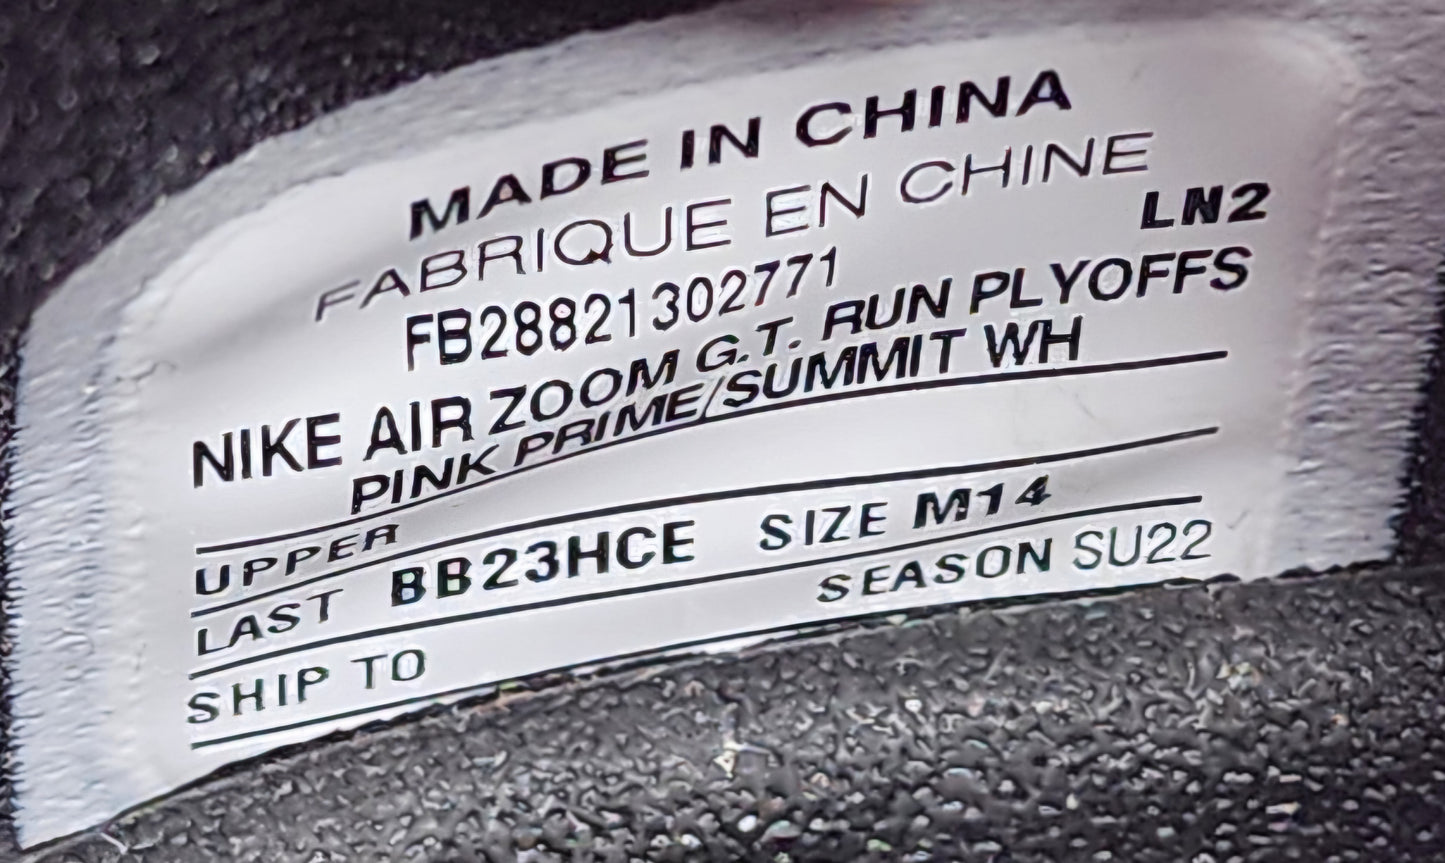 MADE IN CHINA
FABRIQUE EN CHINE
LN2
FB28821302771
NIKE AIR ZOOM G.T. RUN PLYOFFS
PINK PRIME/SUMMIT WH
UPPER
LAST BB23HCE SIZE M14
SHIP TO SEASON SU22